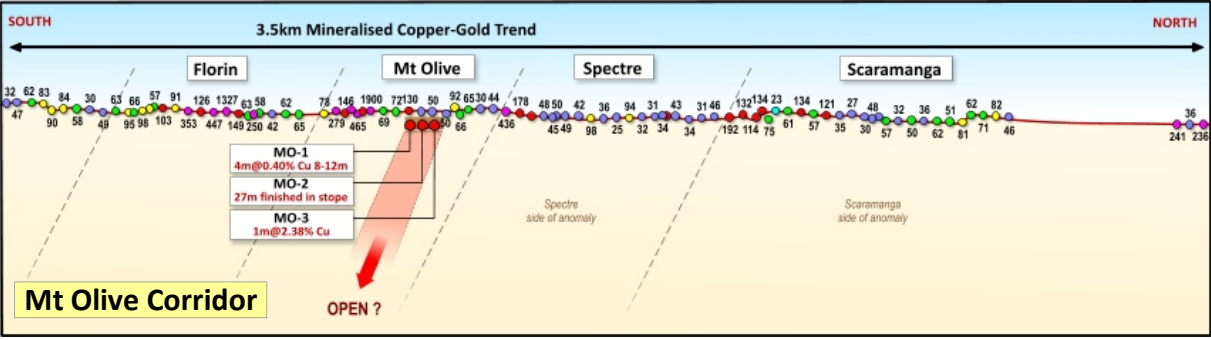 SOUTH
NORTH
3.5km Mineralised Copper-Gold Trend
Florin
Mt Olive
Spectre
Scaramanga
32 62 83 84 30 63 66 57 91 126 1327 63 58 62 78 146 1900 72 130 50 92 65 30 44 178 48 50 42 36 94 31 43 31 46 132 134 23 134 121 27 48 32 36 51 62 82 36
47 90 58 49 95 98 103 353 447 149 250 42 65 279 465 69 50 66 436 45 49 98 25 32 34 34 192 114 75 61 57 35 30 57 50 62 81 71 46 241 236
MO-1
4m@0.40% Cu 8-12m
MO-2
27m finished in stope
MO-3
1m@2.38% Cu
Spectre
side of anomaly
Scaramanga
side of anomaly
Mt Olive Corridor
OPEN ?